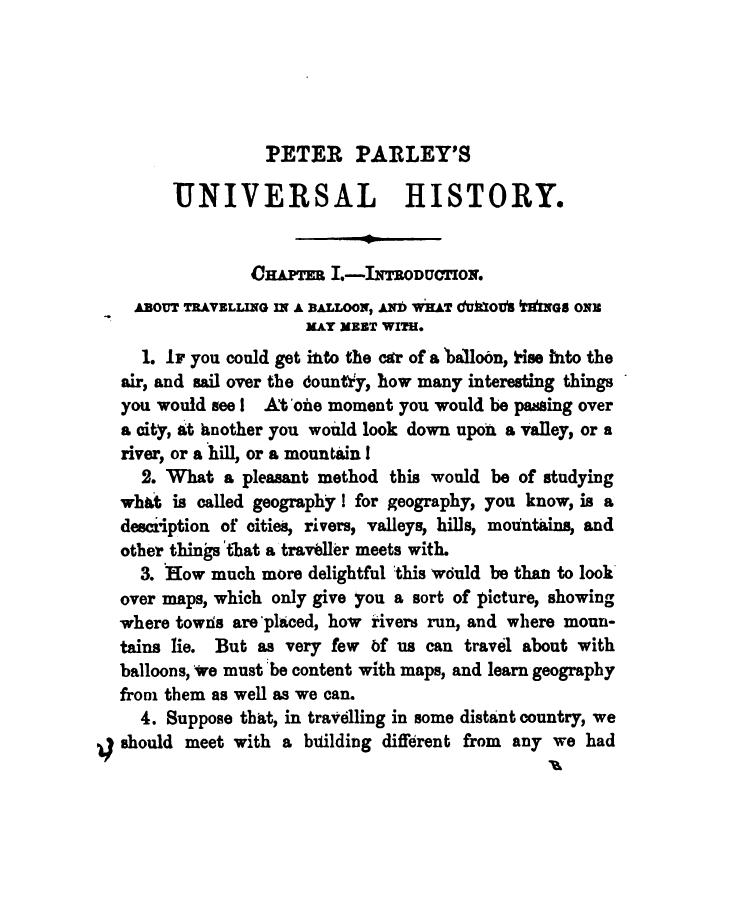 PETER PARLEY'S
UNIVERSAL HISTORY.
CHAPTER I.—INTRODUCTION.
ABOUT TRAVELLING IN A BALLOON, AND WHAT CURIOUS THINGS ONE
MAY MEET WITH.
1. IF you could get into the car of a balloon, rise into the
air, and sail over the country, how many interesting things
you would see! At one moment you would be passing over
a city, at another you would look down upon a valley, or a
river, or a hill, or a mountain!
2. What a pleasant method this would be of studying
what is called geography! for geography, you know, is a
description of cities, rivers, valleys, hills, mountains, and
other things that a traveller meets with.
3. How much more delightful this would be than to look
over maps, which only give you a sort of picture, showing
where towns are placed, how rivers run, and where moun-
tains lie. But as very few of us can travel about with
balloons, we must be content with maps, and learn geography
from them as well as we can.
4. Suppose that, in travelling in some distant country, we
should meet with a building different from any we had
B